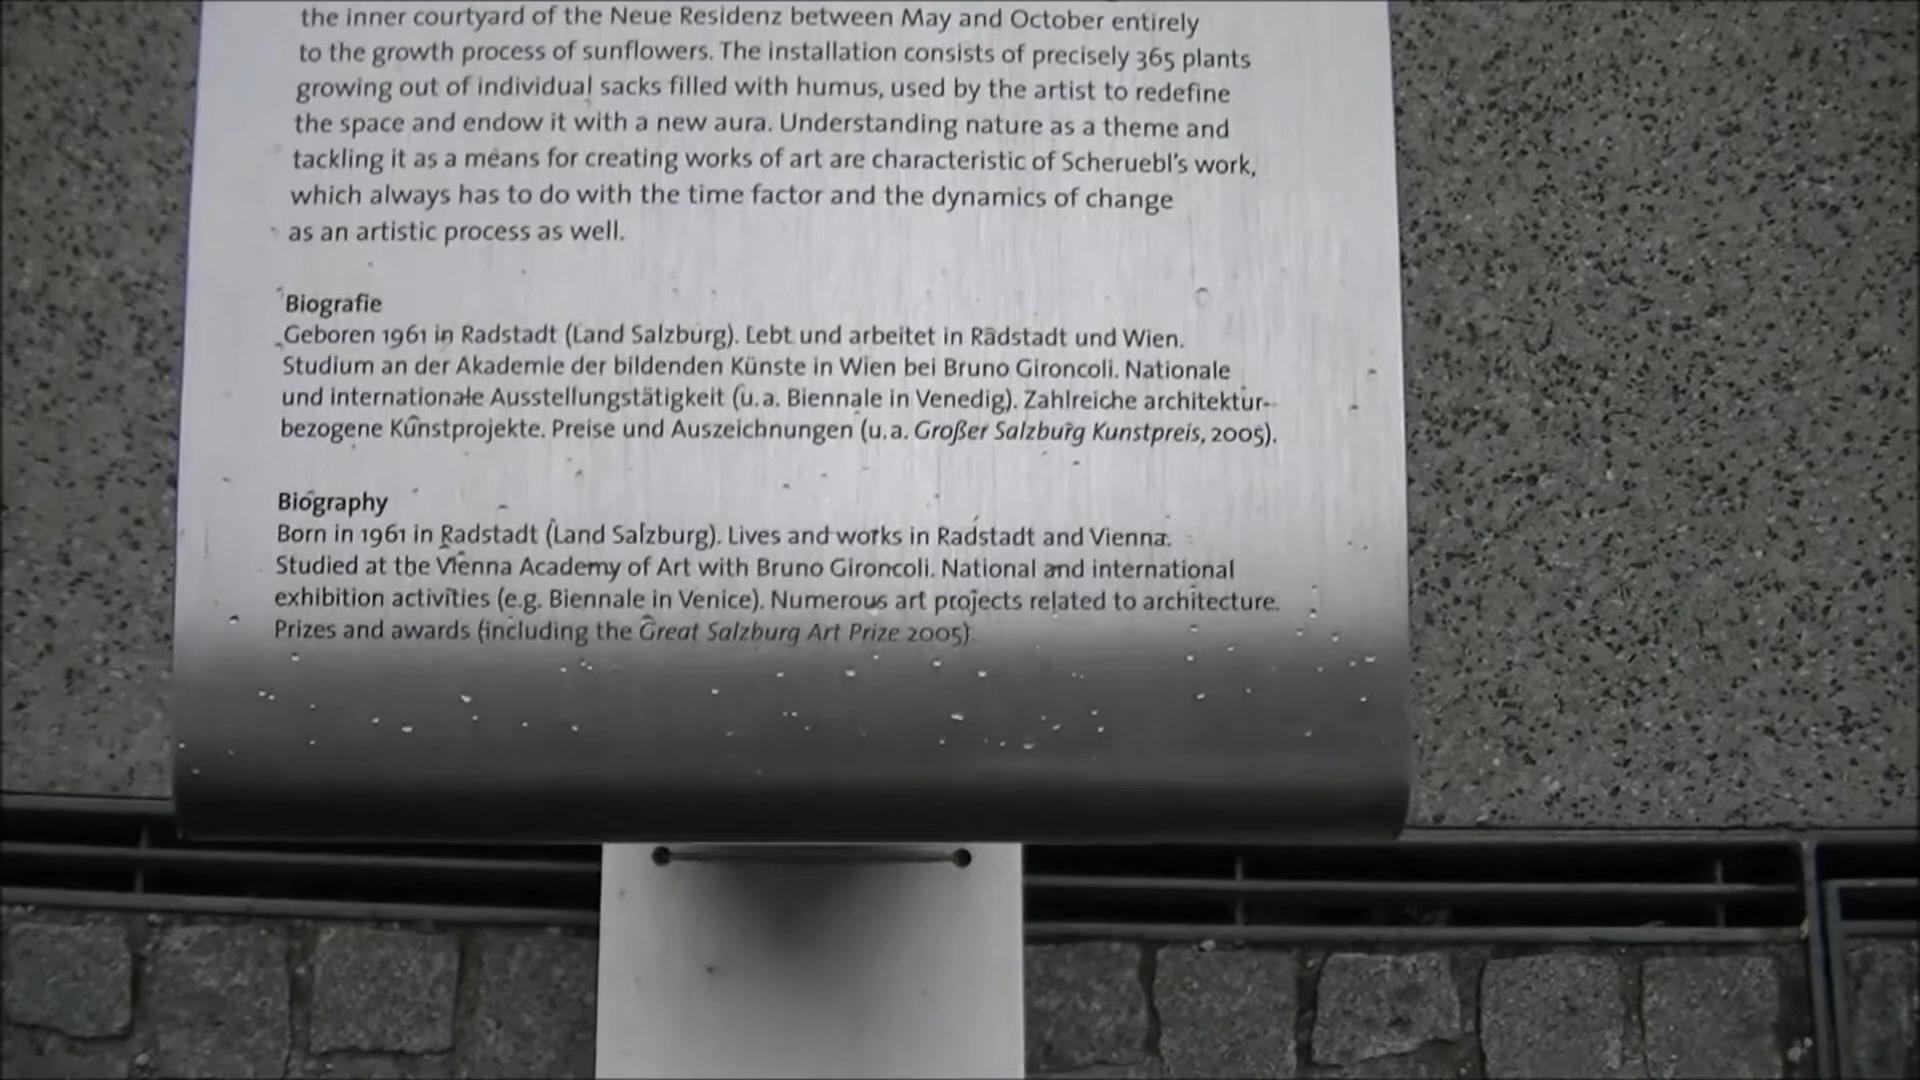 the inner courtyard of the Neue Residenz between May and October entirely
to the growth process of sunflowers. The installation consists of precisely 365 plants
growing out of individual sacks filled with humus, used by the artist to redefine
the space and endow it with a new aura. Understanding nature as a theme and
tackling it as a means for creating works of art are characteristic of Scheruebl's work,
which always has to do with the time factor and the dynamics of change
as an artistic process as well.
Biografie
Geboren 1961 in Radstadt (Land Salzburg). Lebt und arbeitet in Radstadt und Wien.
Studium an der Akademie der bildenden Künste in Wien bei Bruno Gironcoli. Nationale
und internationale Ausstellungstätigkeit (u. a. Biennale in Venedig). Zahlreiche architektur-
bezogene Kunstprojekte. Preise und Auszeichnungen (u. a. Großer Salzburg Kunstpreis, 2005).
Biography
Born in 1961 in Radstadt (Land Salzburg). Lives and works in Radstadt and Vienna.
Studied at the Vienna Academy of Art with Bruno Gironcoli. National and international
exhibition activities (e.g. Biennale in Venice). Numerous art projects related to architecture.
Prizes and awards (including the Great Salzburg Art Prize 2005).